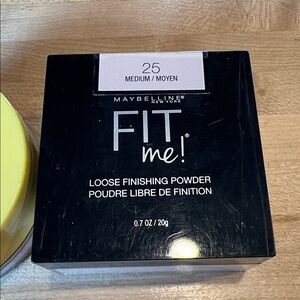 25
MEDIUM / MOYEN
MAYBELLINE®
NEW YORK
FIT
me!®
LOOSE FINISHING POWDER
POUDRE LIBRE DE FINITION
0.7 OZ / 20g